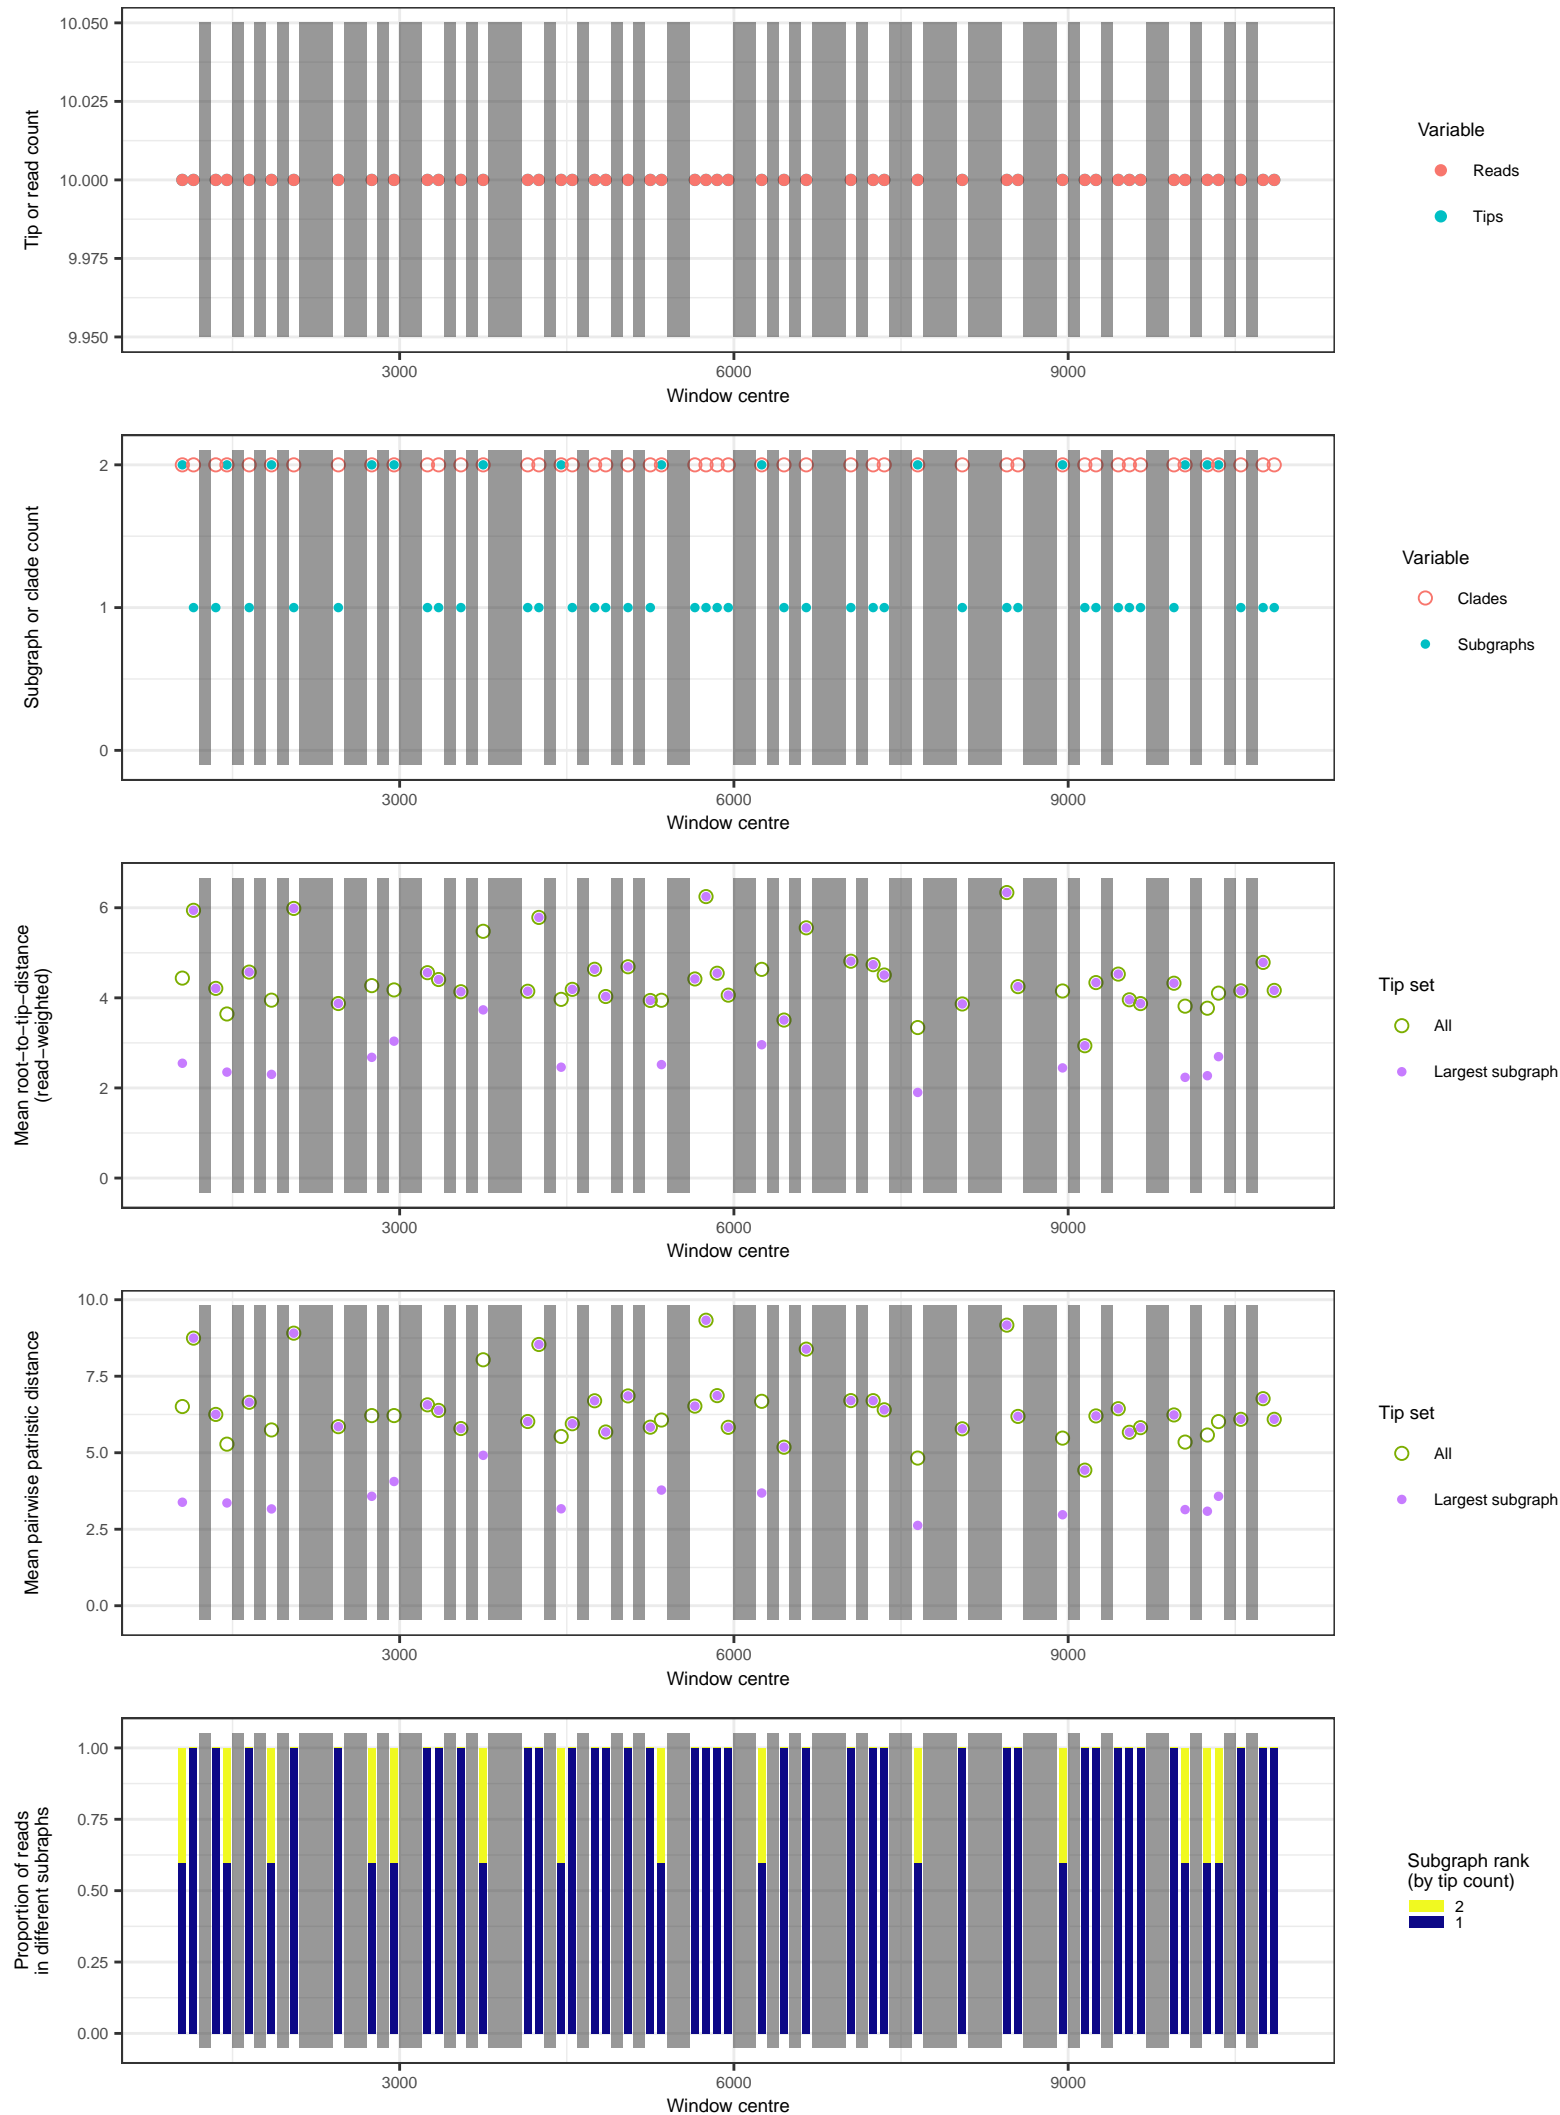 10.050
10.025
10.000
9.975
9.950
Tip or read count
3000
6000
9000
Window centre
Variable
Reads
Tips
2
1
0
Subgraph or clade count
3000
6000
9000
Window centre
Variable
Clades
Subgraphs
6
4
2
0
Mean root−to−tip−distance
(read−weighted)
3000
6000
9000
Window centre
Tip set
All
Largest subgraph
10.0
7.5
5.0
2.5
0.0
Mean pairwise patristic distance
3000
6000
9000
Window centre
Tip set
All
Largest subgraph
1.00
0.75
0.50
0.25
0.00
Proportion of reads
in different subraphs
3000
6000
9000
Window centre
Subgraph rank
(by tip count)
2
1